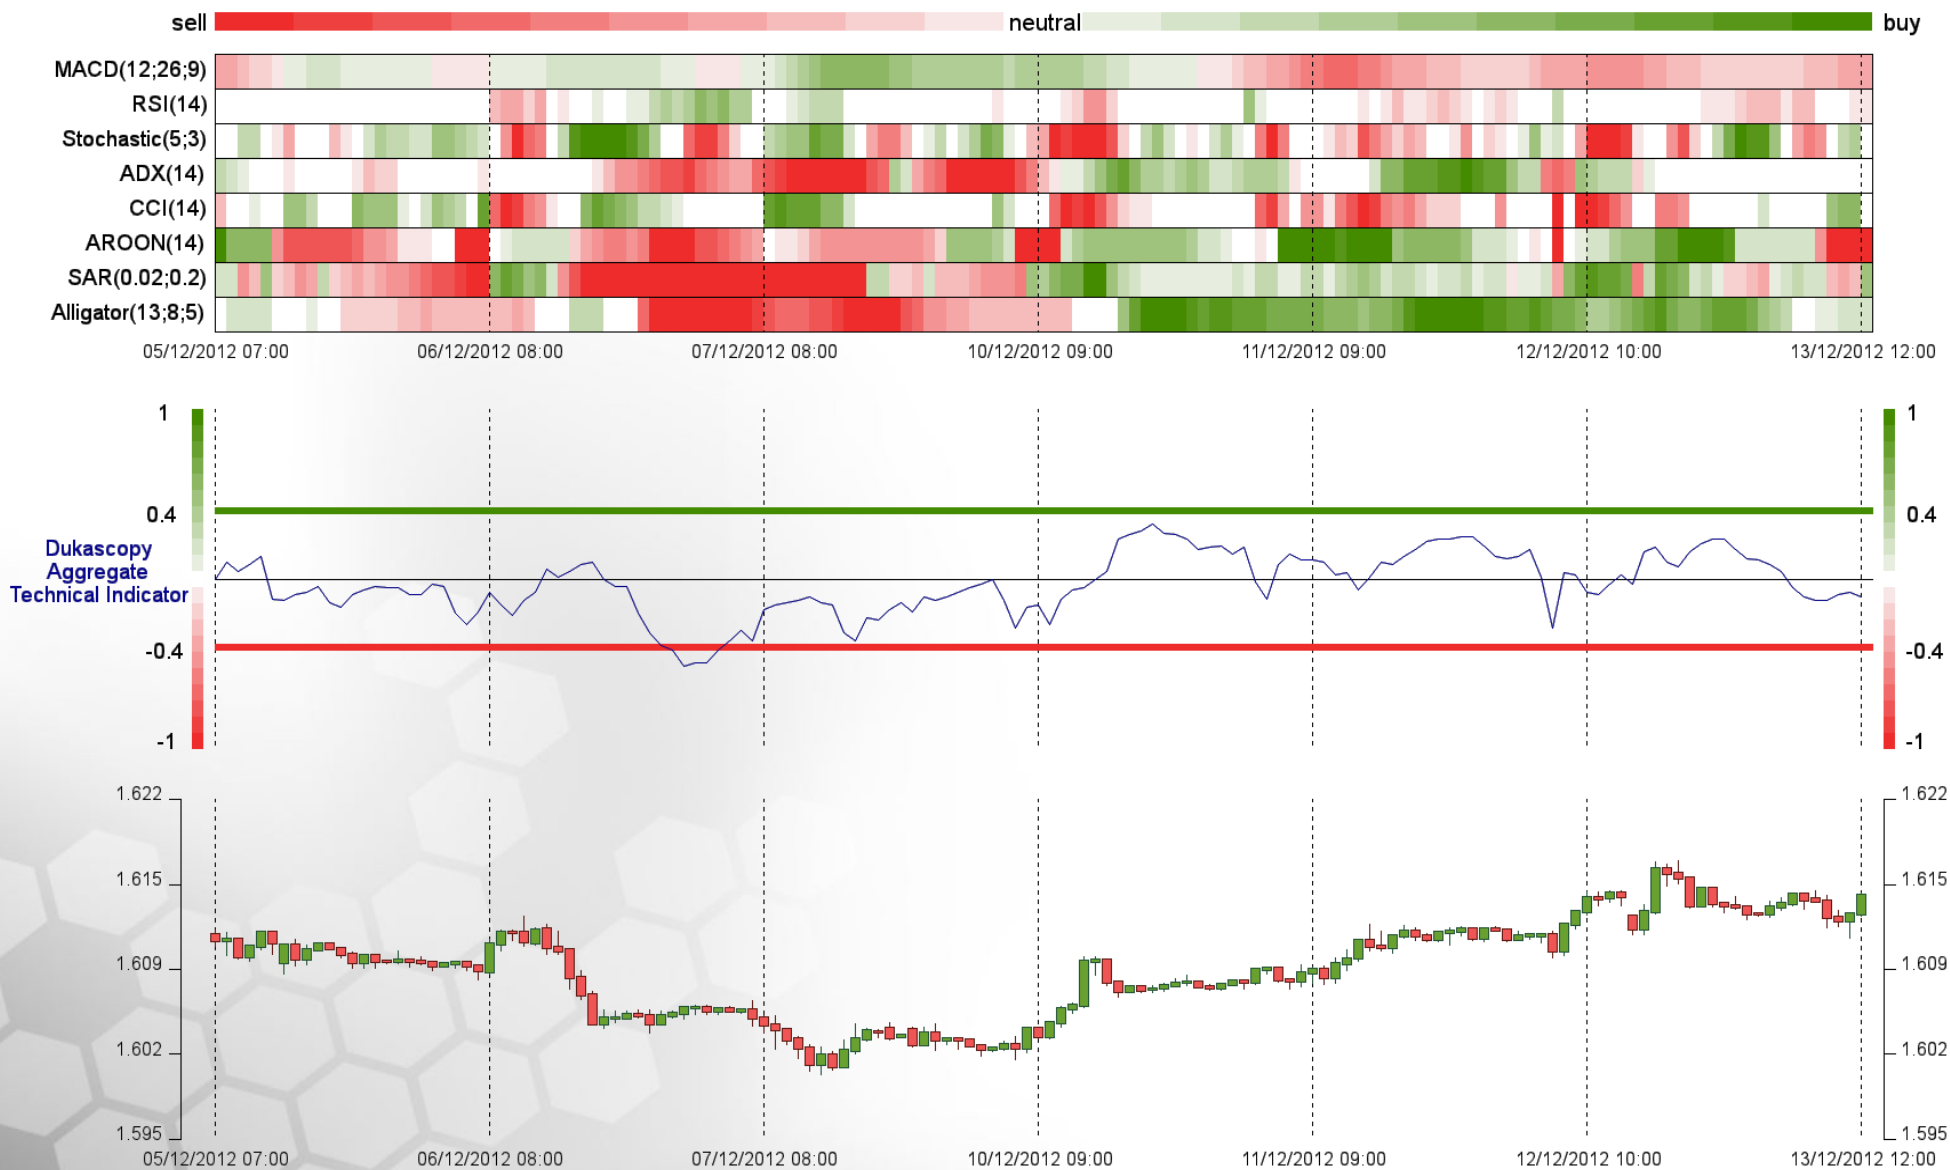 sell neutral buy
MACD(12;26;9)
RSI(14)
Stochastic(5;3)
ADX(14)
CCI(14)
AROON(14)
SAR(0.02;0.2)
Alligator(13;8;5)
05/12/2012 07:00 06/12/2012 08:00 07/12/2012 08:00 10/12/2012 09:00 11/12/2012 09:00 12/12/2012 10:00 13/12/2012 12:00
1 1
0.4 0.4
Dukascopy
Aggregate
Technical Indicator
-0.4 -0.4
-1 -1
1.622 1.622
1.615 1.615
1.609 1.609
1.602 1.602
1.595 1.595
05/12/2012 07:00 06/12/2012 08:00 07/12/2012 08:00 10/12/2012 09:00 11/12/2012 09:00 12/12/2012 10:00 13/12/2012 12:00